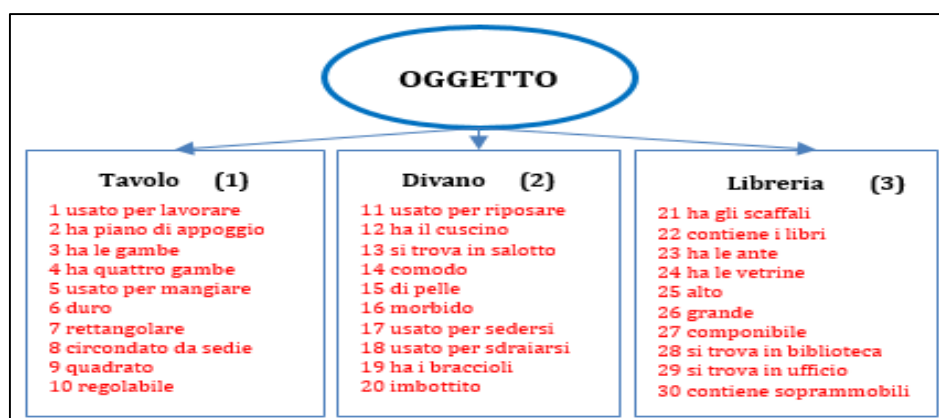 OGGETTO
Tavolo (1)
1 usato per lavorare
2 ha piano di appoggio
3 ha le gambe
4 ha quattro gambe
5 usato per mangiare
6 duro
7 rettangolare
8 circondato da sedie
9 quadrato
10 regolabile
Divano (2)
11 usato per riposare
12 ha il cuscino
13 si trova in salotto
14 comodo
15 di pelle
16 morbido
17 usato per sedersi
18 usato per sdraiarsi
19 ha i braccioli
20 imbottito
Libreria (3)
21 ha gli scaffali
22 contiene i libri
23 ha le ante
24 ha le vetrine
25 alto
26 grande
27 componibile
28 si trova in biblioteca
29 si trova in ufficio
30 contiene soprammobili